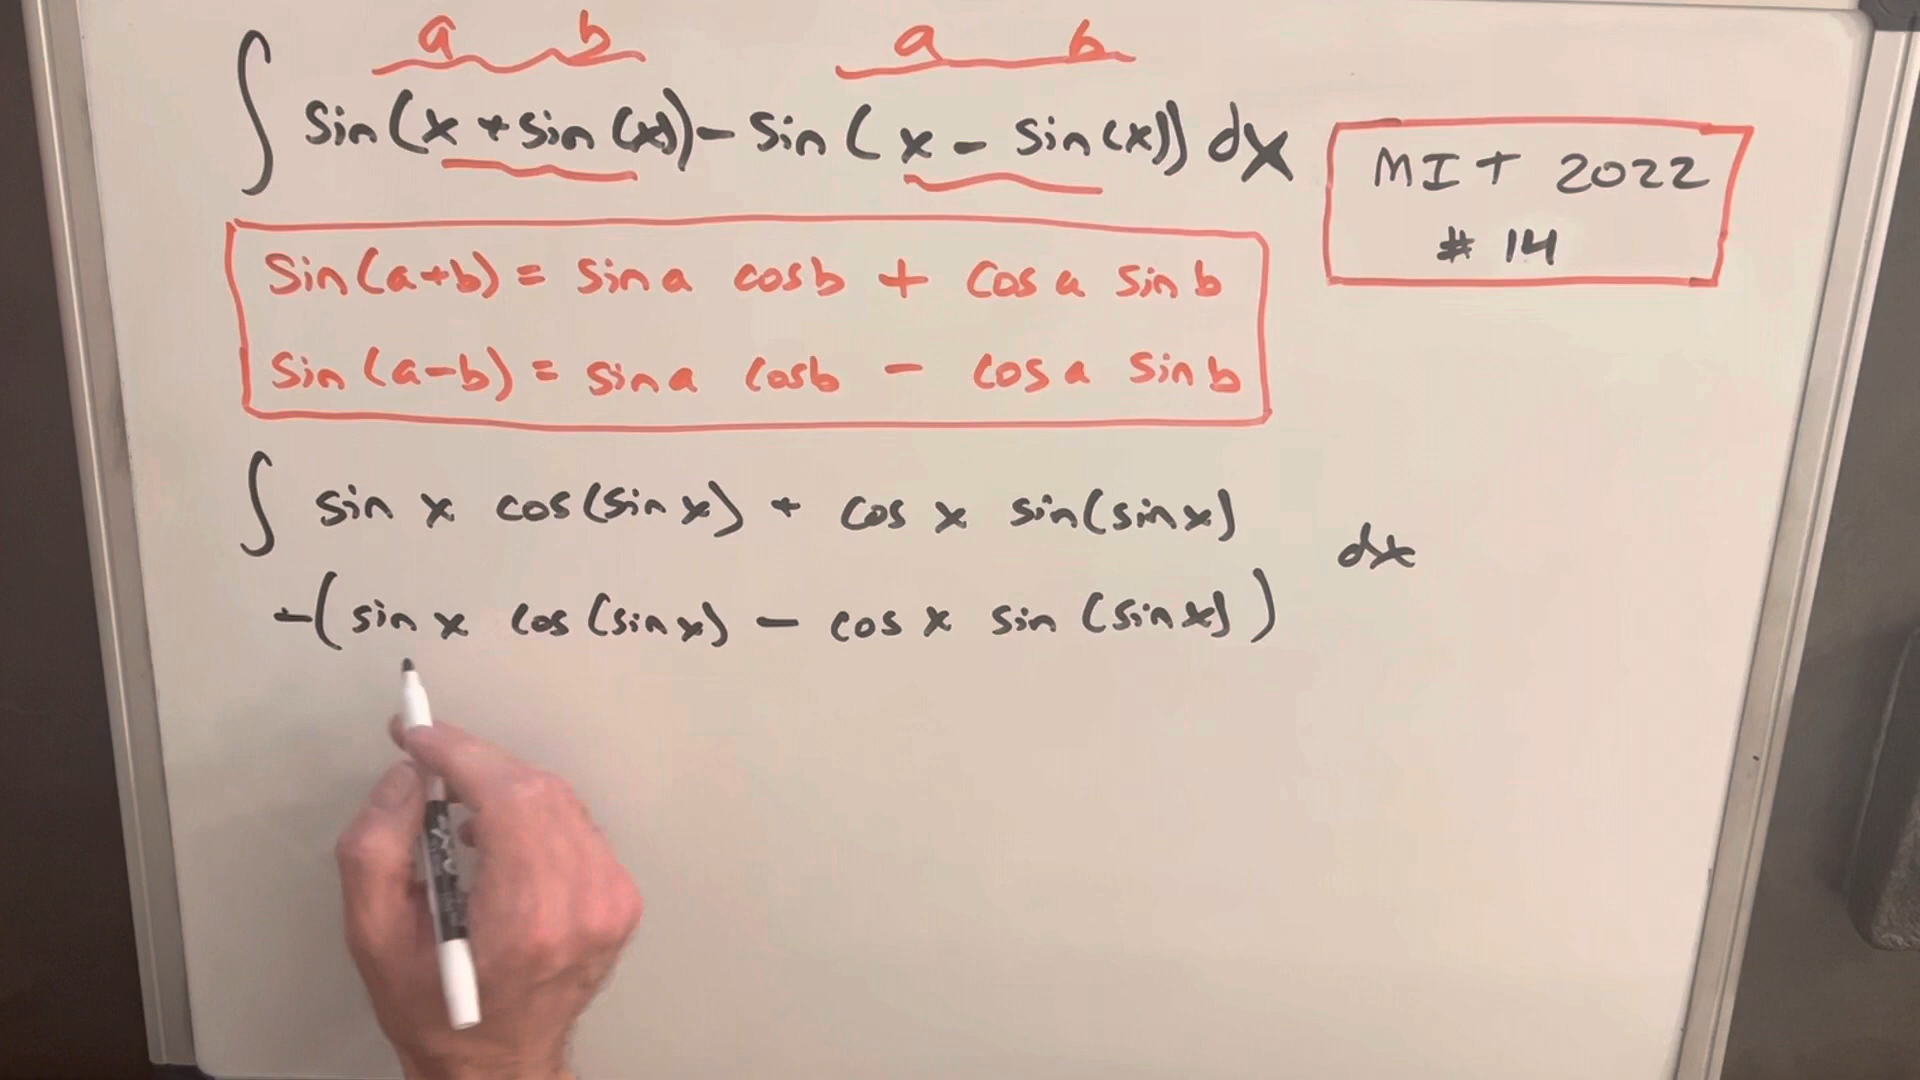 a b a b
∫ sin(x + sin(x)) - sin(x - sin(x)) dx
MIT 2022
# 14
sin(a+b) = sin a cos b + cos a sin b
sin(a-b) = sin a cos b - cos a sin b
∫ sin x cos(sin x) + cos x sin(sin x)
dx
-(sin x cos(sin x) - cos x sin(sin x))